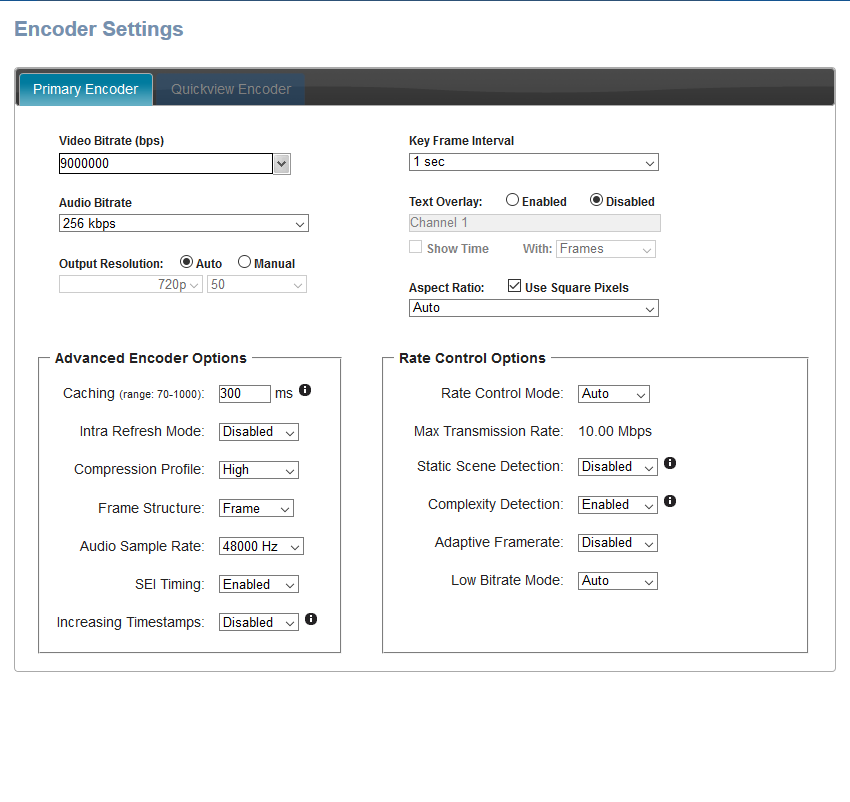 Encoder Settings
Primary Encoder
Quickview Encoder
Video Bitrate (bps)
9000000
Audio Bitrate
256 kbps
Output Resolution: Auto Manual
720p 50
Key Frame Interval
1 sec
Text Overlay: Enabled Disabled
Channel 1
Show Time With: Frames
Aspect Ratio: Use Square Pixels
Auto
Advanced Encoder Options
Caching (range: 70-1000): 300 ms
Intra Refresh Mode: Disabled
Compression Profile: High
Frame Structure: Frame
Audio Sample Rate: 48000 Hz
SEI Timing: Enabled
Increasing Timestamps: Disabled
Rate Control Options
Rate Control Mode: Auto
Max Transmission Rate: 10.00 Mbps
Static Scene Detection: Disabled
Complexity Detection: Enabled
Adaptive Framerate: Disabled
Low Bitrate Mode: Auto